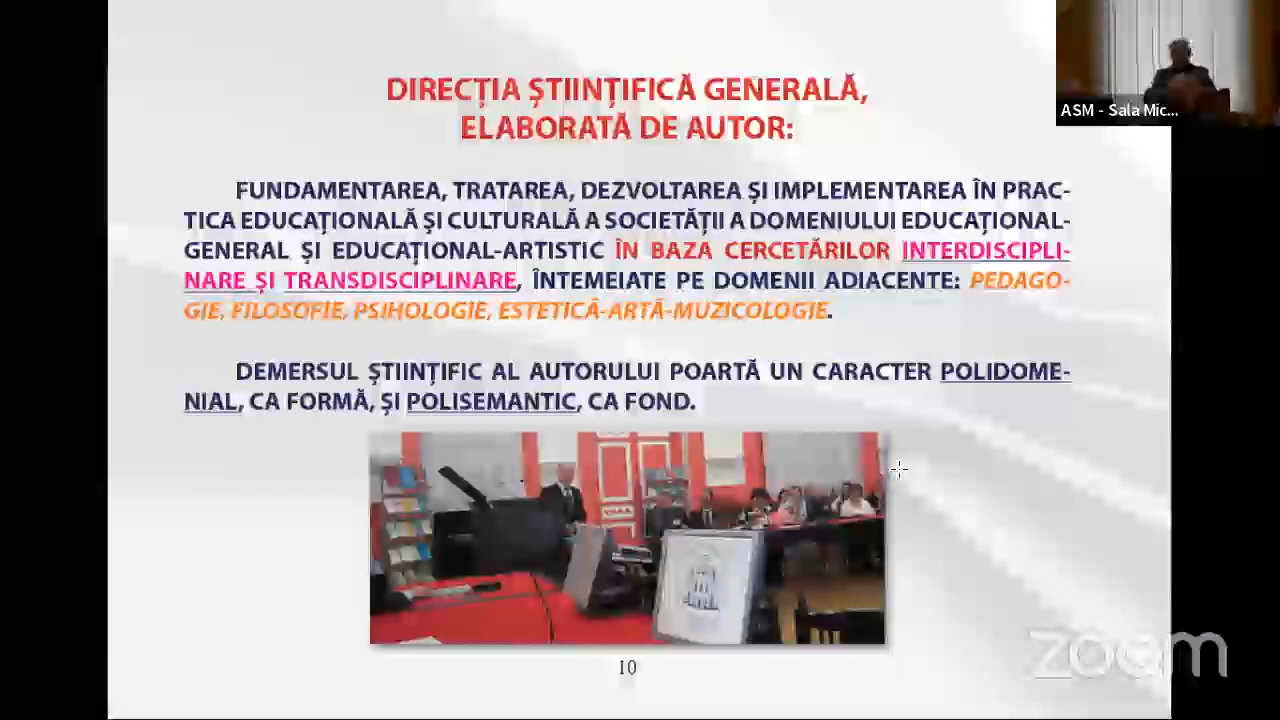 DIRECȚIA ȘTIINȚIFICĂ GENERALĂ,
ELABORATĂ DE AUTOR:
FUNDAMENTAREA, TRATAREA, DEZVOLTAREA ȘI IMPLEMENTAREA ÎN PRAC-
TICA EDUCAȚIONALĂ ȘI CULTURALĂ A SOCIETĂȚII A DOMENIULUI EDUCAȚIONAL-
GENERAL ȘI EDUCAȚIONAL-ARTISTIC ÎN BAZA CERCETĂRILOR INTERDISCIPLI-
NARE ȘI TRANSDISCIPLINARE, ÎNTEMEIATE PE DOMENII ADIACENTE: PEDAGO-
GIE, FILOSOFIE, PSIHOLOGIE, ESTETICĂ-ARTĂ-MUZICOLOGIE.
DEMERSUL ȘTIINȚIFIC AL AUTORULUI POARTĂ UN CARACTER POLIDOME-
NIAL, CA FORMĂ, ȘI POLISEMANTIC, CA FOND.
10
ASM - Sala Mic...
zoom